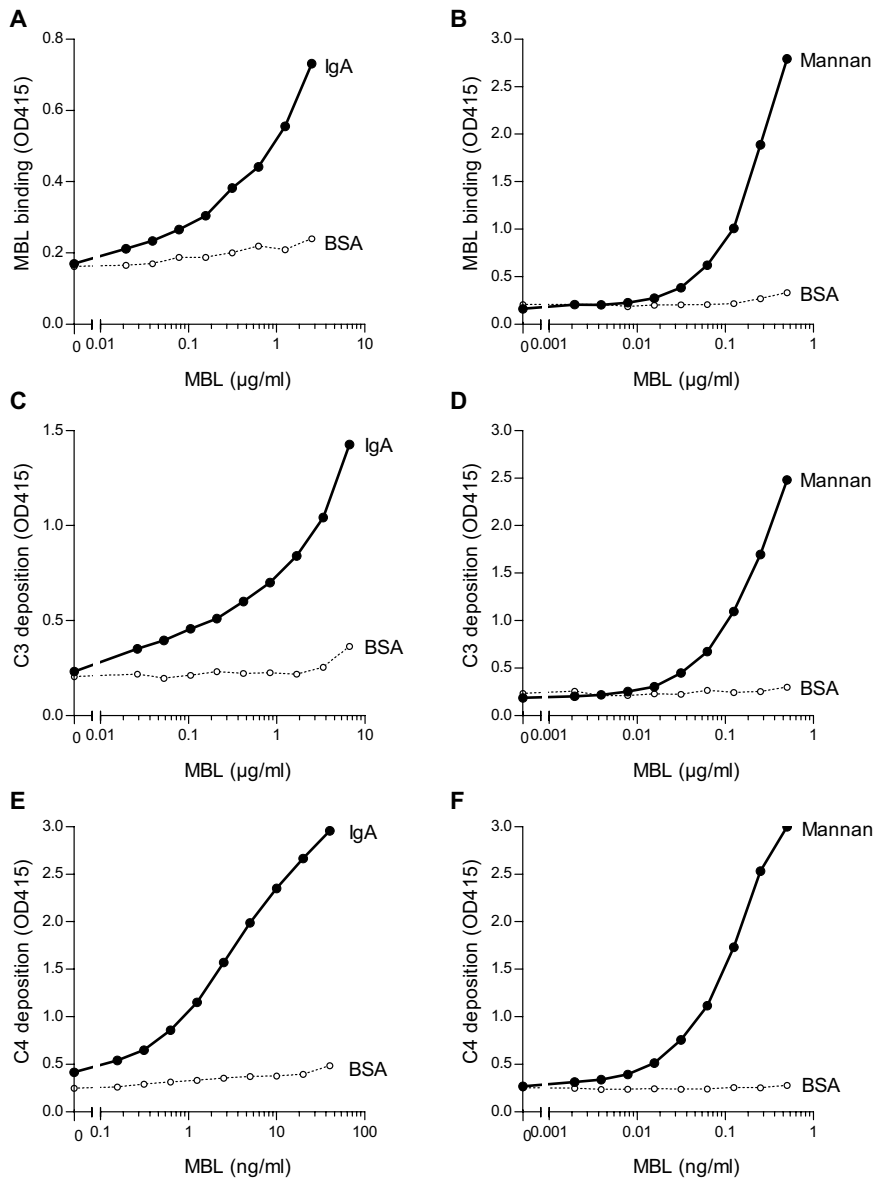 A
MBL binding (OD415)
0.8
0.6
0.4
0.2
0.0
IgA
BSA
0 0.01 0.1 1 10
MBL (µg/ml)
B
MBL binding (OD415)
3.0
2.5
2.0
1.5
1.0
0.5
0.0
Mannan
BSA
0 0.001 0.01 0.1 1
MBL (µg/ml)
C
C3 deposition (OD415)
1.5
1.0
0.5
0.0
IgA
BSA
0 0.01 0.1 1 10
MBL (µg/ml)
D
C3 deposition (OD415)
3.0
2.5
2.0
1.5
1.0
0.5
0.0
Mannan
BSA
0 0.001 0.01 0.1 1
MBL (µg/ml)
E
C4 deposition (OD415)
3.0
2.5
2.0
1.5
1.0
0.5
0.0
IgA
BSA
0 0.1 1 10 100
MBL (ng/ml)
F
C4 deposition (OD415)
3.0
2.5
2.0
1.5
1.0
0.5
0.0
Mannan
BSA
0 0.001 0.01 0.1 1
MBL (ng/ml)